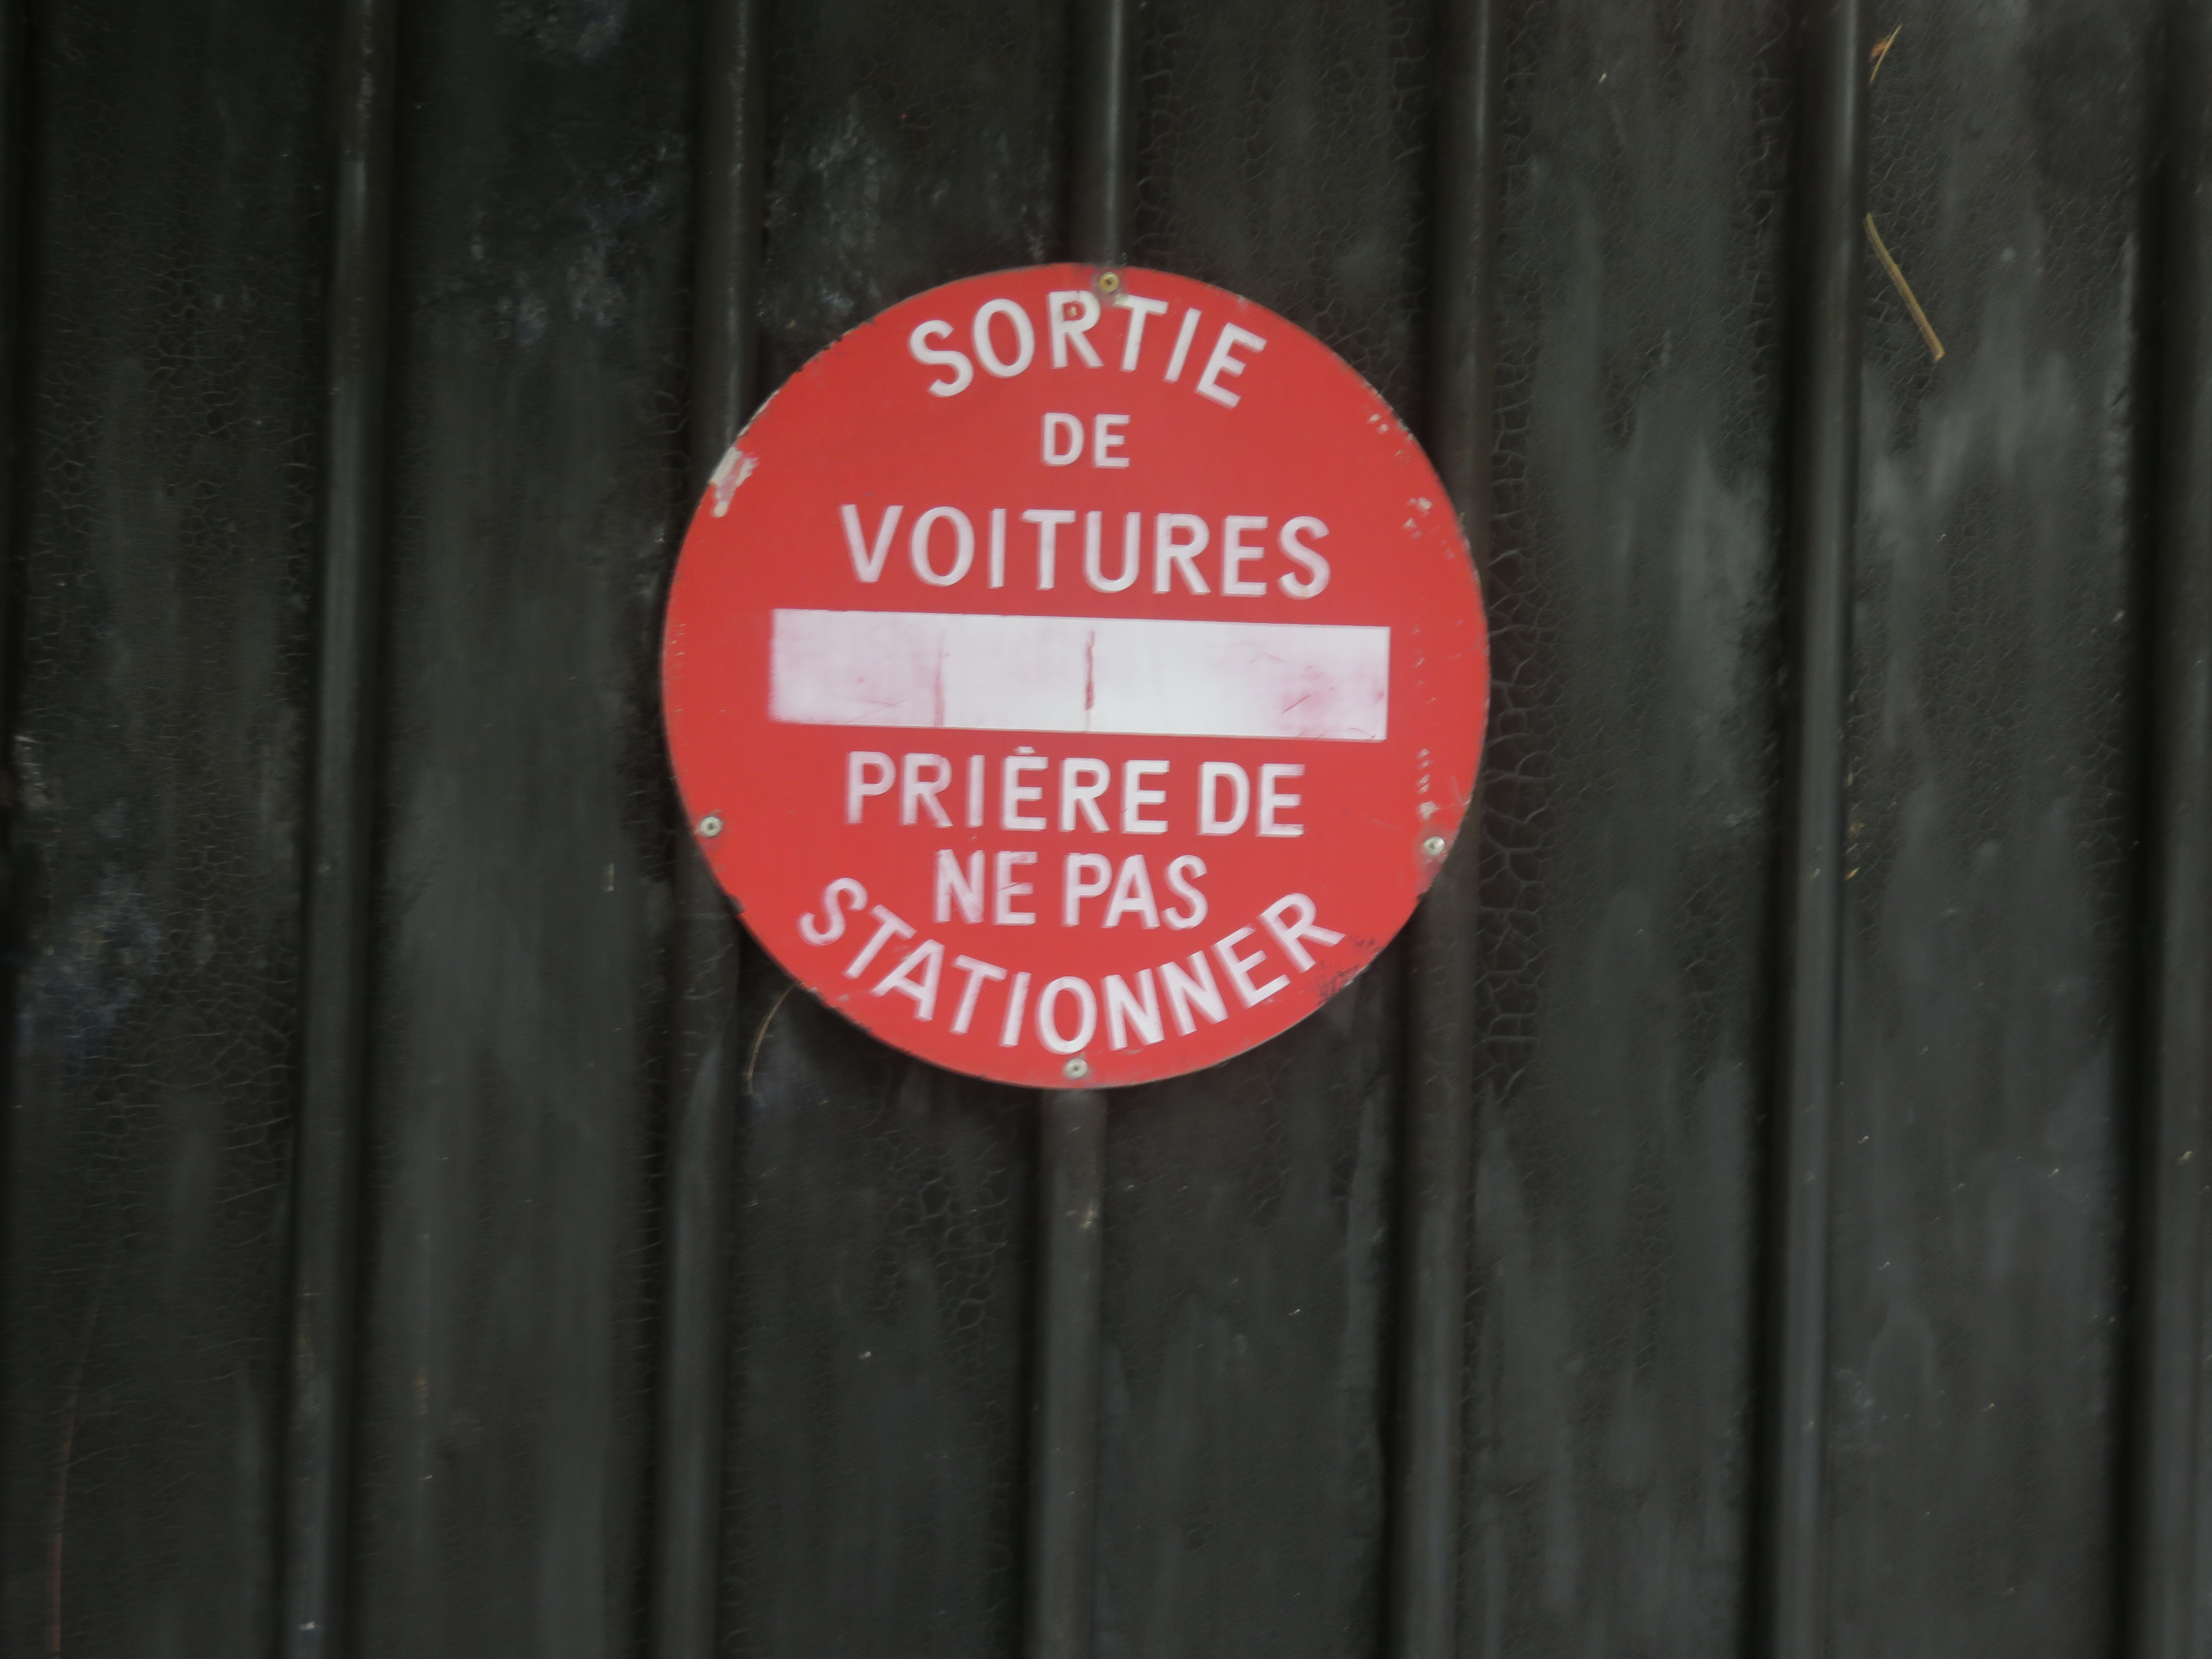 SORTIE
DE
VOITURES
PRIÈRE DE
NE PAS
STATIONNER